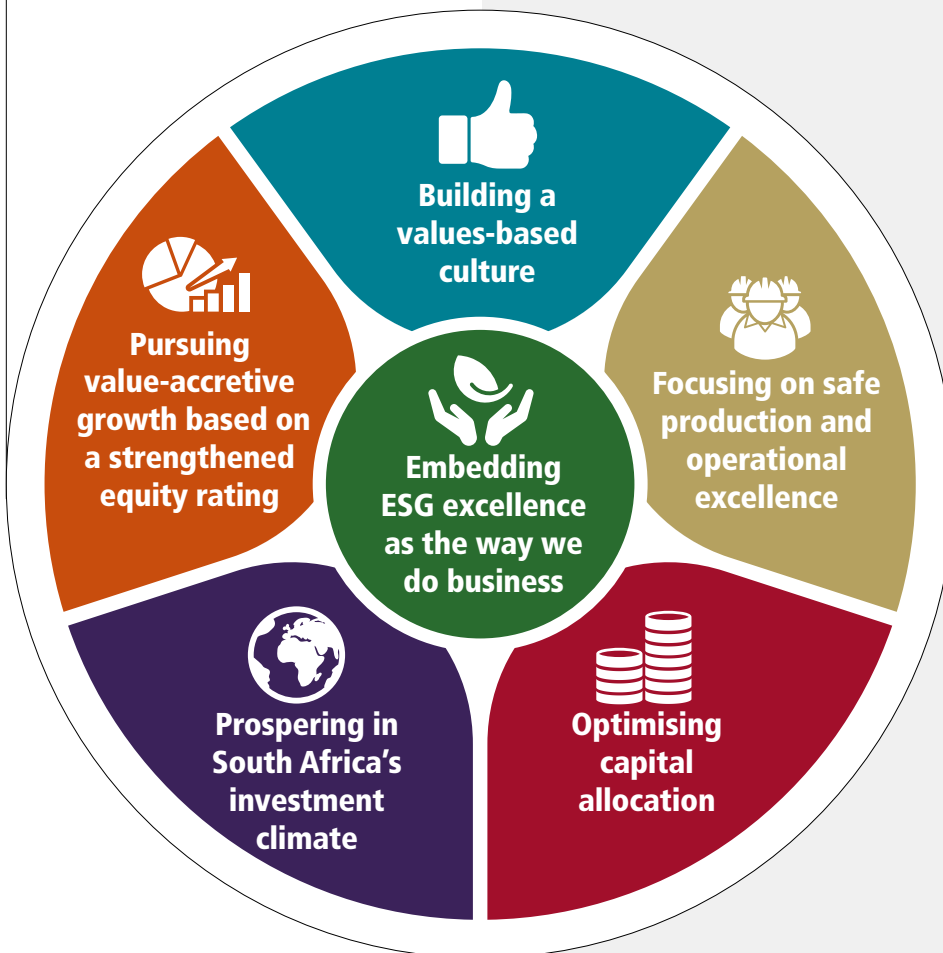 Building a
values-based
culture
Focusing on safe
production and
operational
excellence
Optimising
capital
allocation
Prospering in
South Africa’s
investment
climate
Pursuing
value-accretive
growth based on
a strengthened
equity rating
Embedding
ESG excellence
as the way we
do business